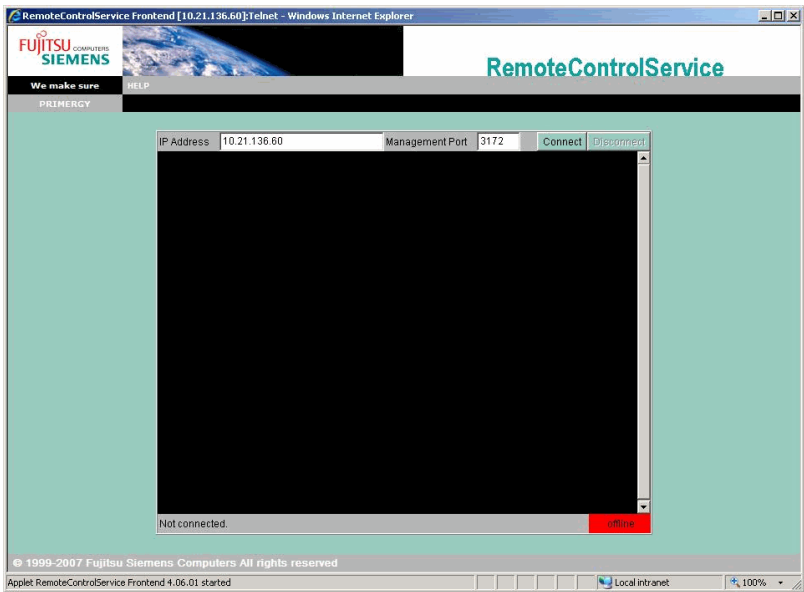 RemoteControlService Frontend [10.21.136.60]:Telnet - Windows Internet Explorer
FUJITSU COMPUTERS
SIEMENS
RemoteControlService
We make sure
HELP
PRIMERGY
IP Address 10.21.136.60 Management Port 3172 Connect Disconnect
Not connected. offline
© 1999-2007 Fujitsu Siemens Computers All rights reserved
Applet RemoteControlService Frontend 4.06.01 started Local intranet 100%